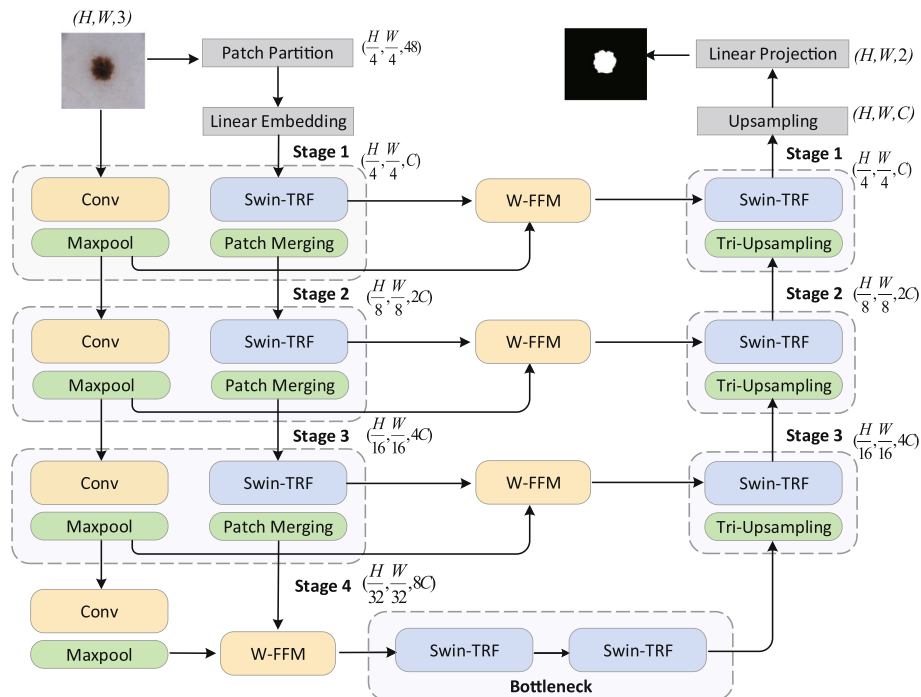 (H,W,3)
Patch Partition
(H/4,W/4,48)
Linear Embedding
Stage 1
(H/4,W/4,C)
Conv
Swin-TRF
Maxpool
Patch Merging
W-FFM
Stage 2
(H/8,W/8,2C)
Conv
Swin-TRF
Maxpool
Patch Merging
W-FFM
Stage 3
(H/16,W/16,4C)
Conv
Swin-TRF
Maxpool
Patch Merging
W-FFM
Stage 4
(H/32,W/32,8C)
Conv
Maxpool
W-FFM
Swin-TRF
Swin-TRF
Bottleneck
Linear Projection
(H,W,2)
Upsampling
(H,W,C)
Stage 1
(H/4,W/4,C)
Swin-TRF
Tri-Upsampling
Stage 2
(H/8,W/8,2C)
Swin-TRF
Tri-Upsampling
Stage 3
(H/16,W/16,4C)
Swin-TRF
Tri-Upsampling